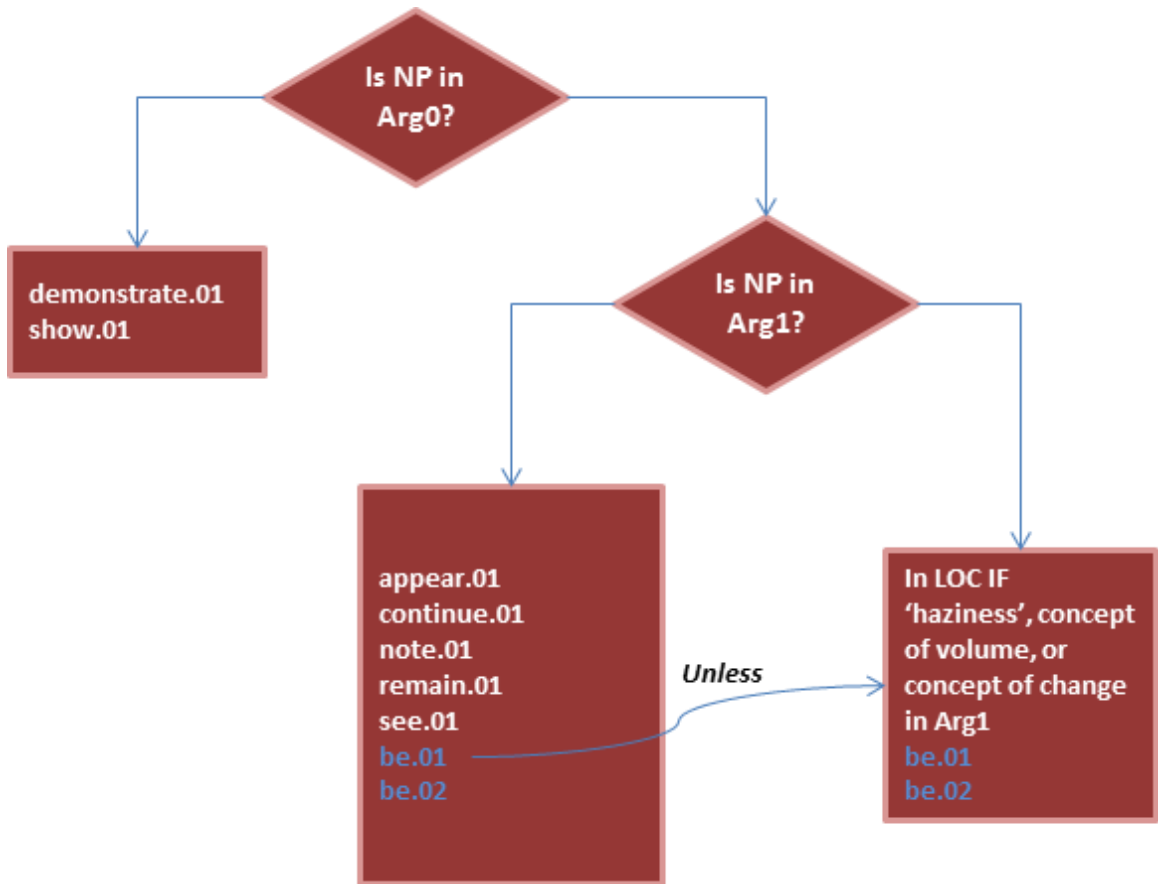 Is NP in
Arg0?
demonstrate.01
show.01
Is NP in
Arg1?
appear.01
continue.01
note.01
remain.01
see.01
be.01
be.02
Unless
In LOC IF
‘haziness’, concept
of volume, or
concept of change
in Arg1
be.01
be.02